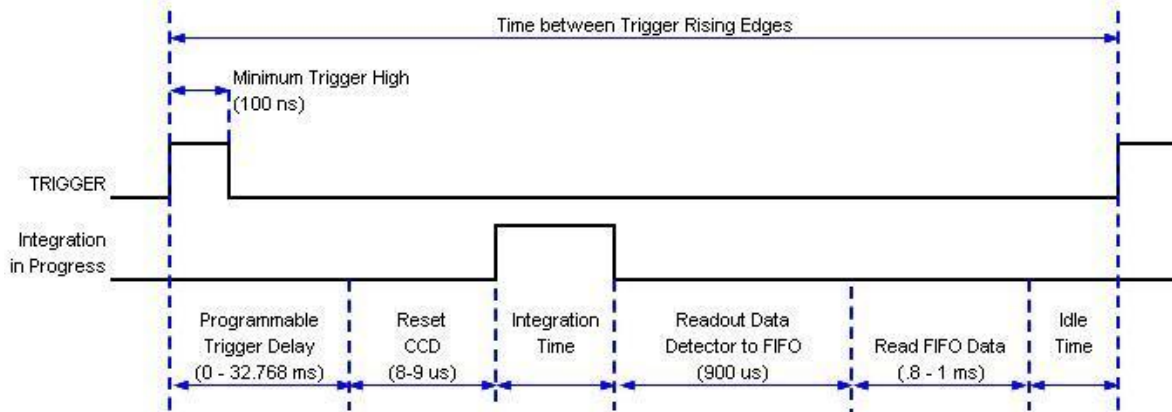 Time between Trigger Rising Edges
Minimum Trigger High
(100 ns)
TRIGGER
Integration
in Progress
Programmable
Trigger Delay
(0 - 32.768 ms)
Reset
CCD
(8-9 us)
Integration
Time
Readout Data
Detector to FIFO
(900 us)
Read FIFO Data
(.8 - 1 ms)
Idle
Time